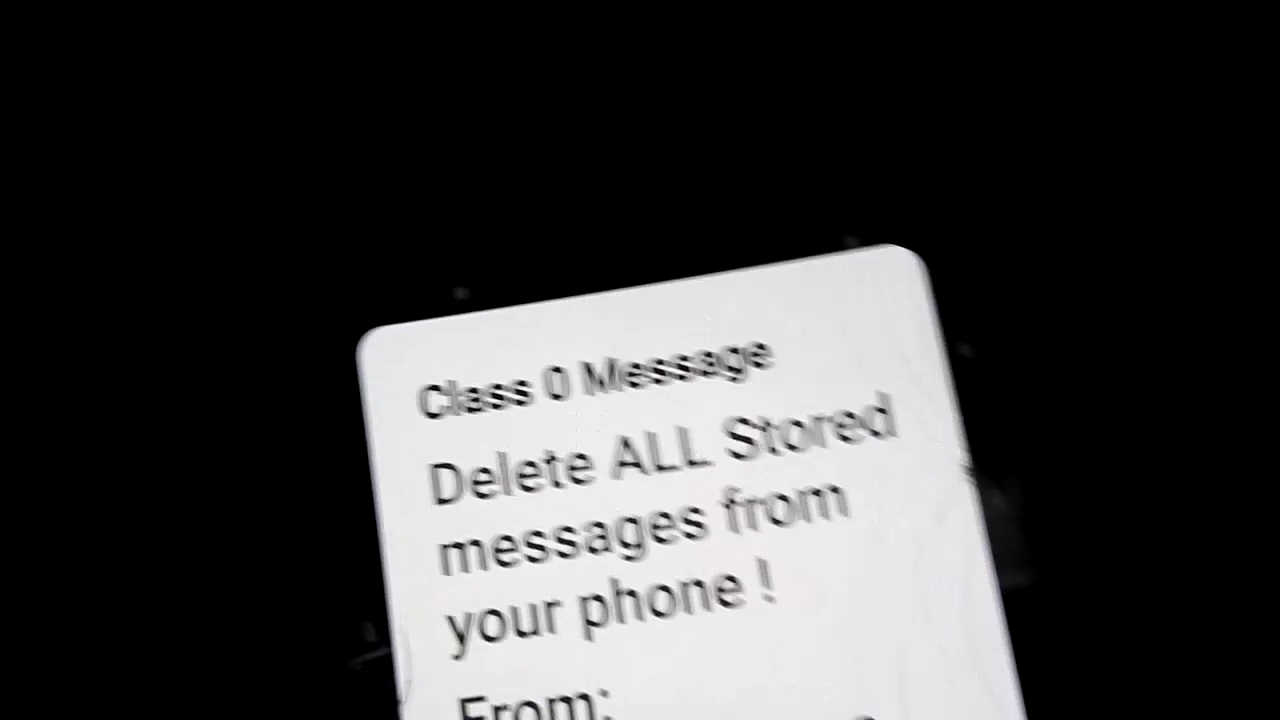 Class 0 Message
Delete ALL Stored
messages from
your phone !
From: